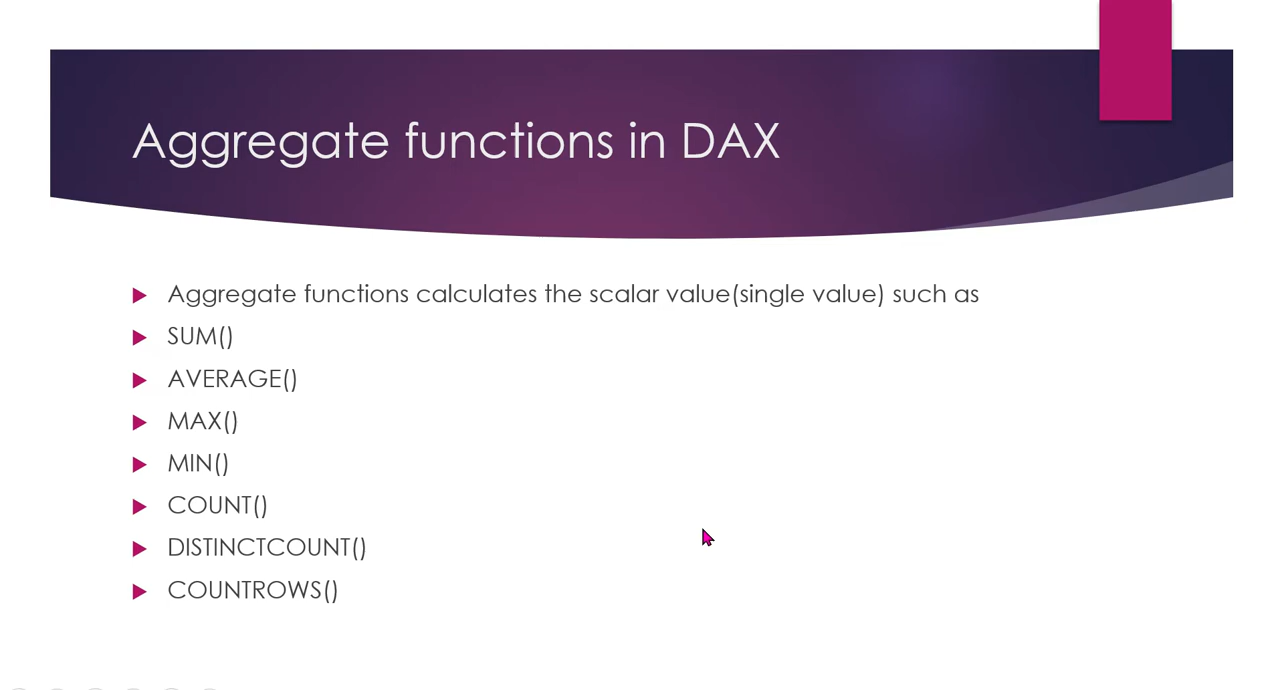 Aggregate functions in DAX
Aggregate functions calculates the scalar value(single value) such as
SUM()
AVERAGE()
MAX()
MIN()
COUNT()
DISTINCTCOUNT()
COUNTROWS()